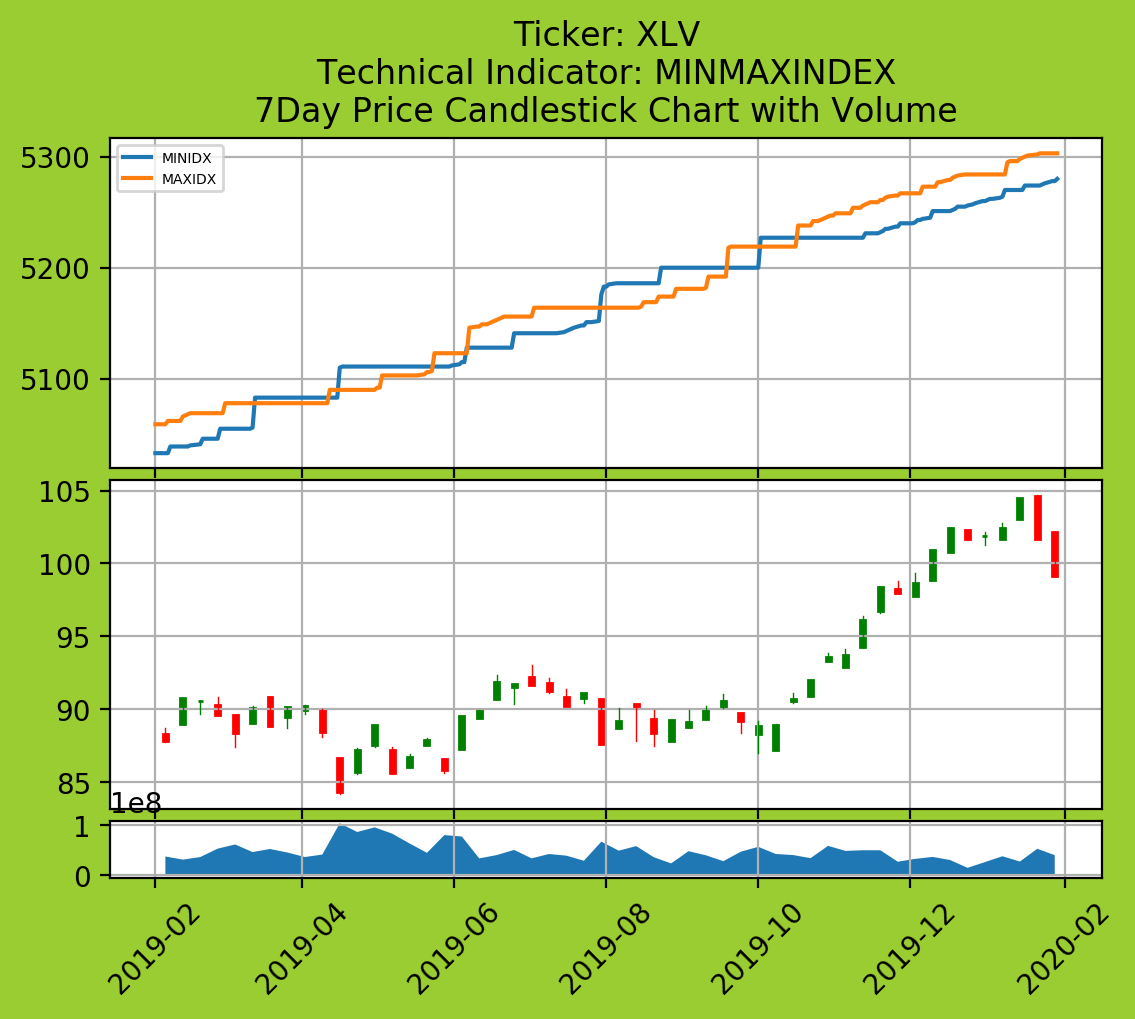 Ticker: XLV
Technical Indicator: MINMAXINDEX
7Day Price Candlestick Chart with Volume
MINIDX
MAXIDX
5300
5200
5100
105
100
95
90
85
1e8
1
0
2019-02
2019-04
2019-06
2019-08
2019-10
2019-12
2020-02